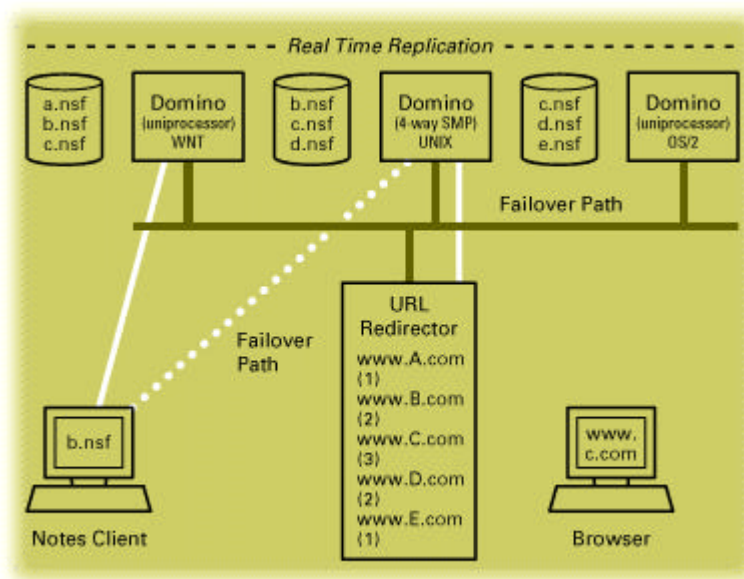 Real Time Replication
a.nsf
b.nsf
c.nsf
Domino
(uniprocessor)
WNT
b.nsf
c.nsf
d.nsf
Domino
(4-way SMP)
UNIX
c.nsf
d.nsf
e.nsf
Domino
(uniprocessor)
OS/2
Failover Path
Failover
Path
URL
Redirector
www.A.com
(1)
www.B.com
(2)
www.C.com
(3)
www.D.com
(2)
www.E.com
(1)
b.nsf
Notes Client
www.
c.com
Browser